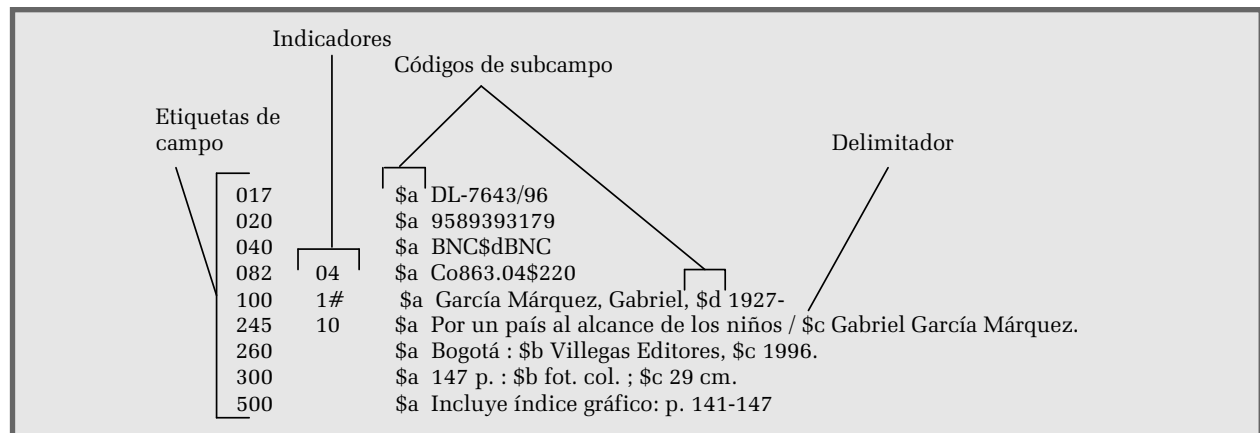 Indicadores
Códigos de subcampo
Etiquetas de
campo
Delimitador
017 $a DL-7643/96
020 $a 9589393179
040 $a BNC$dBNC
082 04 $a Co863.04$220
100 1# $a García Márquez, Gabriel, $d 1927-
245 10 $a Por un país al alcance de los niños / $c Gabriel García Márquez.
260 $a Bogotá : $b Villegas Editores, $c 1996.
300 $a 147 p. : $b fot. col. ; $c 29 cm.
500 $a Incluye índice gráfico: p. 141-147